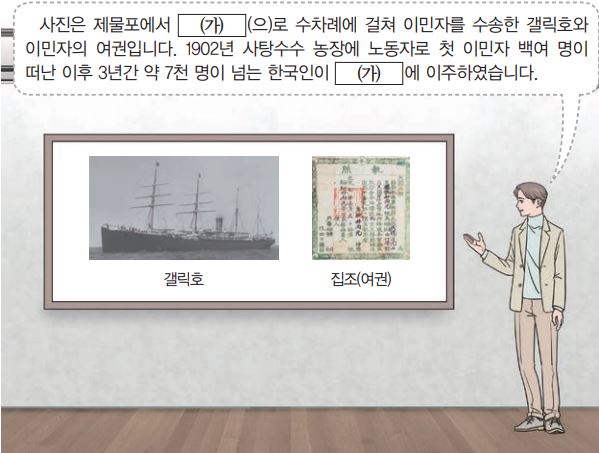 사진은 제물포에서 (가) (으)로 수차례에 걸쳐 이민자를 수송한 갤릭호와
이민자의 여권입니다. 1902년 사탕수수 농장에 노동자로 첫 이민자 백여 명이
떠난 이후 3년간 약 7천 명이 넘는 한국인이 (가) 에 이주하였습니다.
갤릭호
집조(여권)